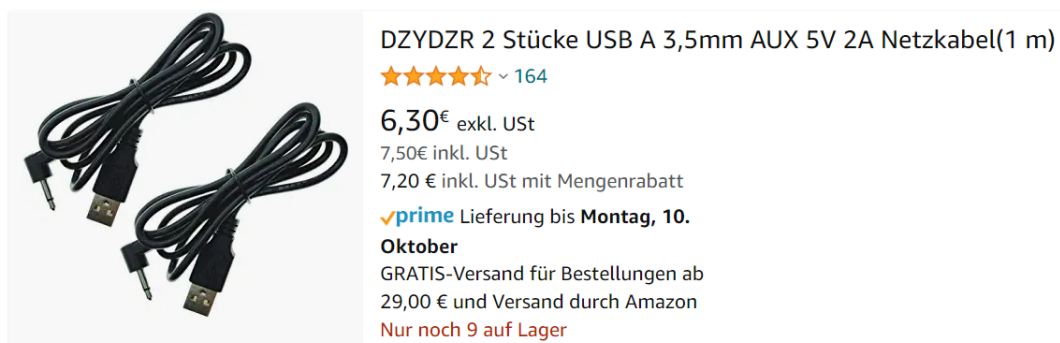 DZYDZR 2 Stücke USB A 3,5mm AUX 5V 2A Netzkabel(1 m)
164
6,30€ exkl. USt
7,50€ inkl. USt
7,20 € inkl. USt mit Mengenrabatt
prime Lieferung bis Montag, 10.
Oktober
GRATIS-Versand für Bestellungen ab
29,00 € und Versand durch Amazon
Nur noch 9 auf Lager